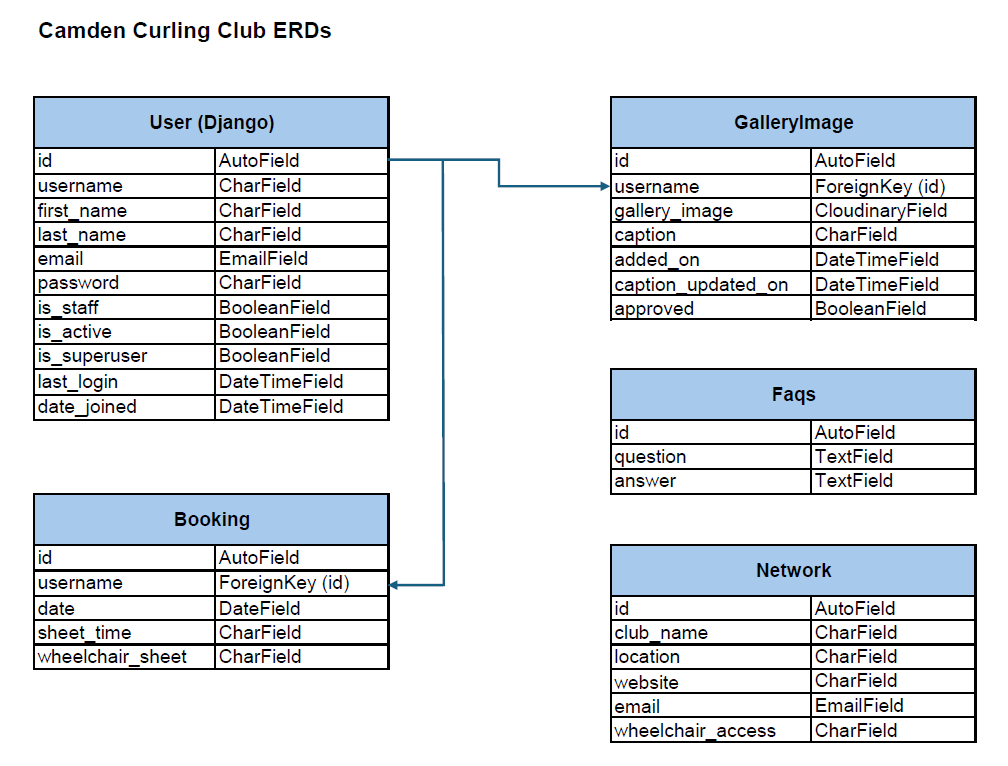 Camden Curling Club ERDs
User (Django)
id AutoField
username CharField
first_name CharField
last_name CharField
email EmailField
password CharField
is_staff BooleanField
is_active BooleanField
is_superuser BooleanField
last_login DateTimeField
date_joined DateTimeField
Booking
id AutoField
username ForeignKey (id)
date DateField
sheet_time CharField
wheelchair_sheet CharField
GalleryImage
id AutoField
username ForeignKey (id)
gallery_image CloudinaryField
caption CharField
added_on DateTimeField
caption_updated_on DateTimeField
approved BooleanField
Faqs
id AutoField
question TextField
answer TextField
Network
id AutoField
club_name CharField
location CharField
website CharField
email EmailField
wheelchair_access CharField